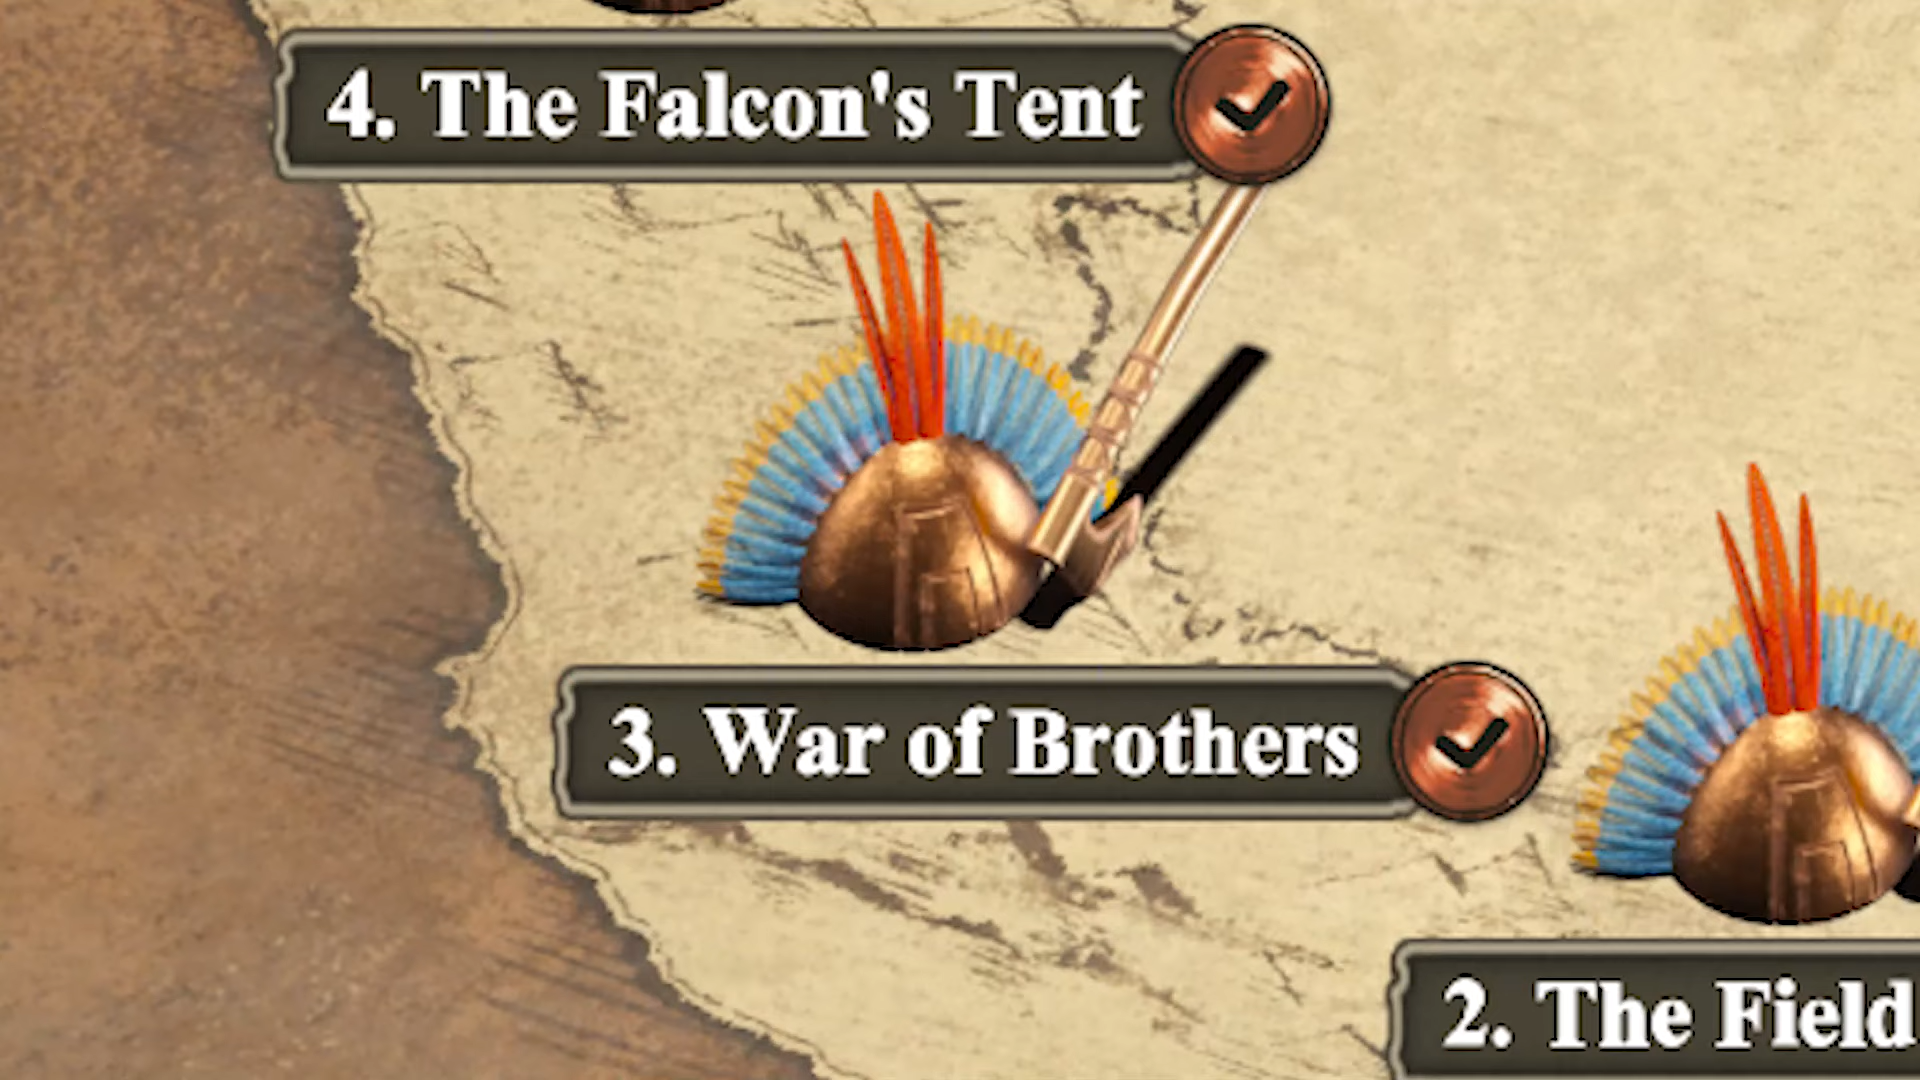 4. The Falcon's Tent
3. War of Brothers
2. The Field